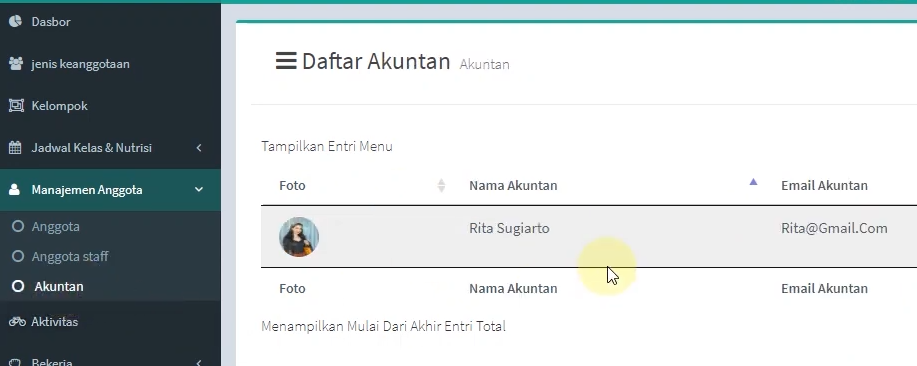 Dasbor
jenis keanggotaan
Kelompok
Jadwal Kelas & Nutrisi
Manajemen Anggota
Anggota
Anggota staff
Akuntan
Aktivitas
Bekerja
Daftar Akuntan Akuntan
Tampilkan Entri Menu
Foto Nama Akuntan Email Akuntan
Rita Sugiarto Rita@Gmail.Com
Foto Nama Akuntan Email Akuntan
Menampilkan Mulai Dari Akhir Entri Total